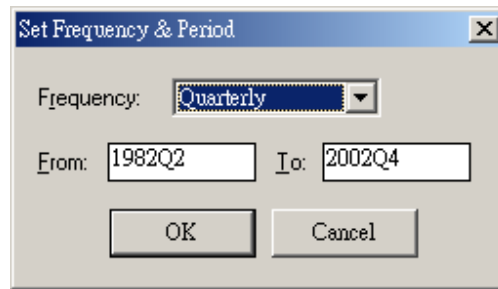 Set Frequency & Period
Frequency: Quarterly
From: 1982Q2 To: 2002Q4
OK Cancel